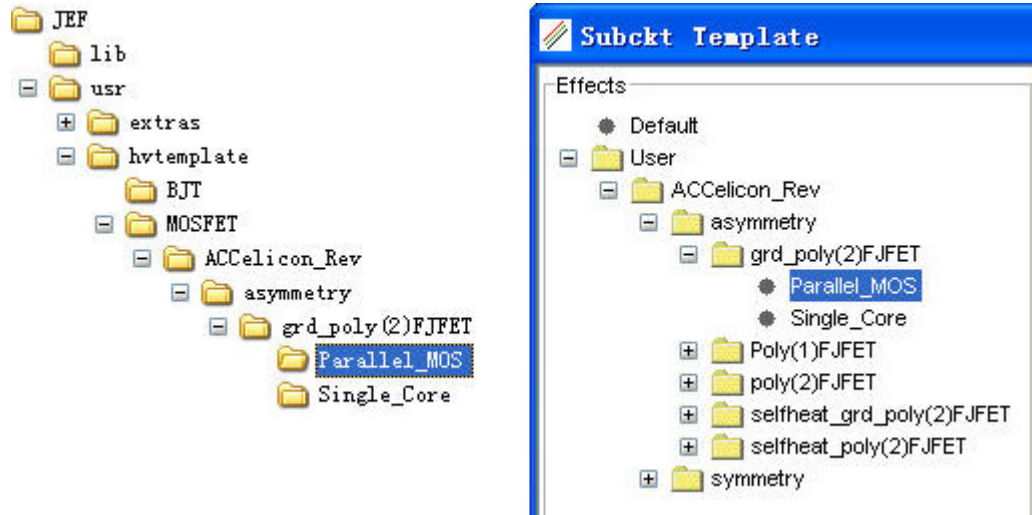 JEF
lib
usr
extras
hvtemplate
BJT
MOSFET
ACCelicon_Rev
asymmetry
grd_poly(2)FJFET
Parallel_MOS
Single_Core
Subckt Template
Effects
Default
User
ACCelicon_Rev
asymmetry
grd_poly(2)FJFET
Parallel_MOS
Single_Core
Poly(1)FJFET
poly(2)FJFET
selfheat_grd_poly(2)FJFET
selfheat_poly(2)FJFET
symmetry